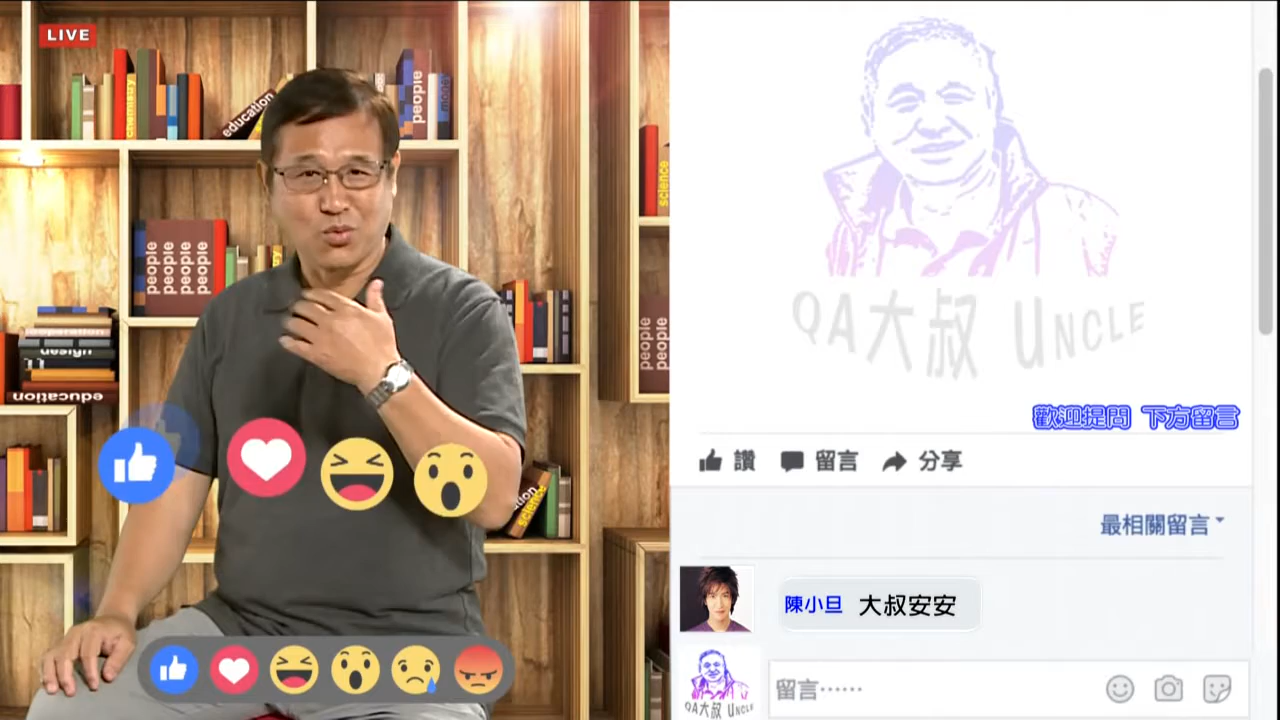 LIVE
chemistry
education
people
money
science
people
people
people
people
people
people
design
education
science
QA大叔 UNCLE
歡迎提問 下方留言
讚 留言 分享
最相關留言
陳小旦 大叔安安
QA大叔 UNCLE
留言……